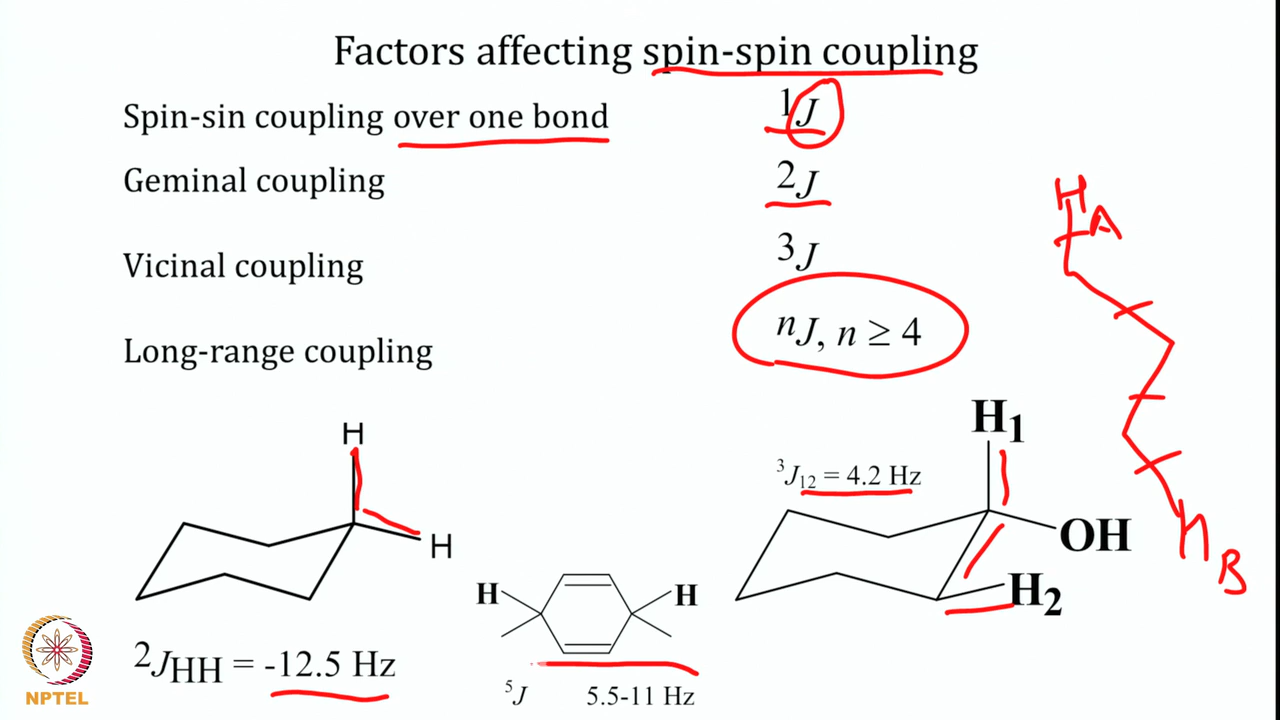 Factors affecting spin-spin coupling
Spin-sin coupling over one bond ¹J
Geminal coupling ²J
Vicinal coupling ³J
Long-range coupling ⁿJ, n ≥ 4
H
A
H
B
H
H
²J_HH = -12.5 Hz
H H
⁵J 5.5-11 Hz
³J₁₂ = 4.2 Hz
H₁
OH
H₂
NPTEL